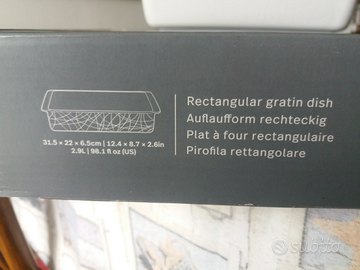 31.5 × 22 × 6.5cm | 12.4 × 8.7 × 2.6in
2.9L | 98.1 fl oz (US)
Rectangular gratin dish
Auflaufform rechteckig
Plat à four rectangulaire
Pirofila rettangolare
subito